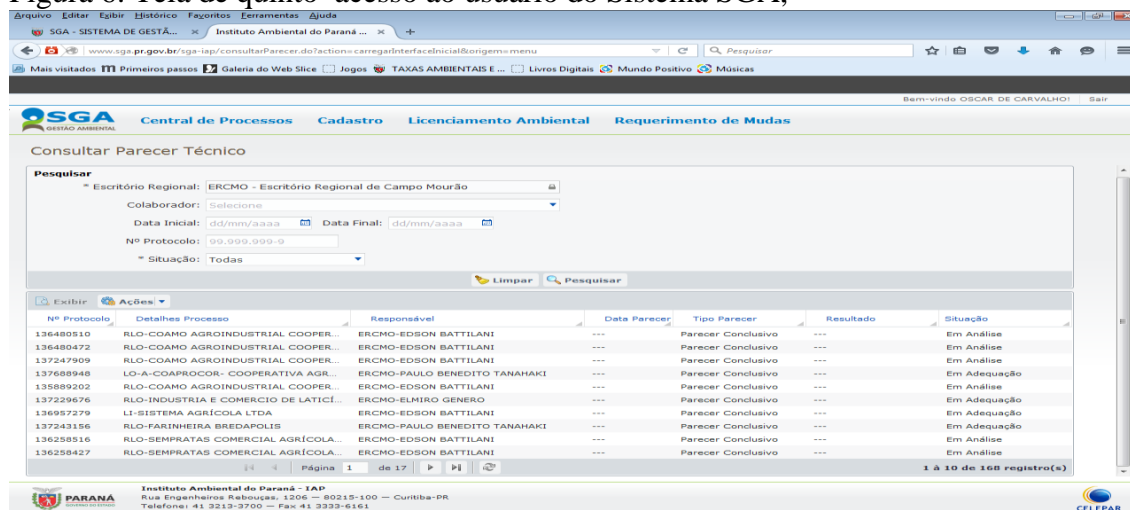 Figura 6: Tela de quinto acesso ao usuário do Sistema SGA,
Arquivo Editar Exibir Histórico Favoritos Ferramentas Ajuda
SGA - SISTEMA DE GESTÃ... × Instituto Ambiental do Paraná ... × +
www.sga.pr.gov.br/sga-iap/consultarParecer.do?action=carregarInterfaceInicial&origem=menu Pesquisar
Mais visitados Primeiros passos Galeria do Web Slice Jogos TAXAS AMBIENTAIS E ... Livros Digitais Mundo Positivo Músicas
Bem-vindo OSCAR DE CARVALHO! Sair
SGA GESTÃO AMBIENTAL Central de Processos Cadastro Licenciamento Ambiental Requerimento de Mudas
Consultar Parecer Técnico
Pesquisar
* Escritório Regional: ERCMO - Escritório Regional de Campo Mourão
Colaborador: Selecione
Data Inicial: dd/mm/aaaa Data Final: dd/mm/aaaa
Nº Protocolo: 99.999.999-9
* Situação: Todas
Limpar Pesquisar
Exibir Ações
Nº Protocolo Detalhes Processo Responsável Data Parecer Tipo Parecer Resultado Situação
136480510 RLO-COAMO AGROINDUSTRIAL COOPER... ERCMO-EDSON BATTILANI --- Parecer Conclusivo --- Em Análise
136480472 RLO-COAMO AGROINDUSTRIAL COOPER... ERCMO-EDSON BATTILANI --- Parecer Conclusivo --- Em Análise
137247909 RLO-COAMO AGROINDUSTRIAL COOPER... ERCMO-EDSON BATTILANI --- Parecer Conclusivo --- Em Análise
137688948 LO-A-COAPROCOR- COOPERATIVA AGR... ERCMO-PAULO BENEDITO TANAHAKI --- Parecer Conclusivo --- Em Adequação
135889202 RLO-COAMO AGROINDUSTRIAL COOPER... ERCMO-EDSON BATTILANI --- Parecer Conclusivo --- Em Análise
137229676 RLO-INDUSTRIA E COMERCIO DE LATICÍ... ERCMO-ELMIRO GENERO --- Parecer Conclusivo --- Em Adequação
136957279 LI-SISTEMA AGRÍCOLA LTDA ERCMO-EDSON BATTILANI --- Parecer Conclusivo --- Em Adequação
137243156 RLO-FARINHEIRA BREDAPOLIS ERCMO-PAULO BENEDITO TANAHAKI --- Parecer Conclusivo --- Em Adequação
136258516 RLO-SEMPRATAS COMERCIAL AGRÍCOLA... ERCMO-EDSON BATTILANI --- Parecer Conclusivo --- Em Análise
136258427 RLO-SEMPRATAS COMERCIAL AGRÍCOLA... ERCMO-EDSON BATTILANI --- Parecer Conclusivo --- Em Análise
Página 1 de 17 1 à 10 de 168 registro(s)
Instituto Ambiental do Paraná - IAP
PARANÁ Rua Engenheiros Rebouças, 1206 — 80215-100 — Curitiba-PR
Telefone: 41 3213-3700 — Fax 41 3333-6161
CELEPAR